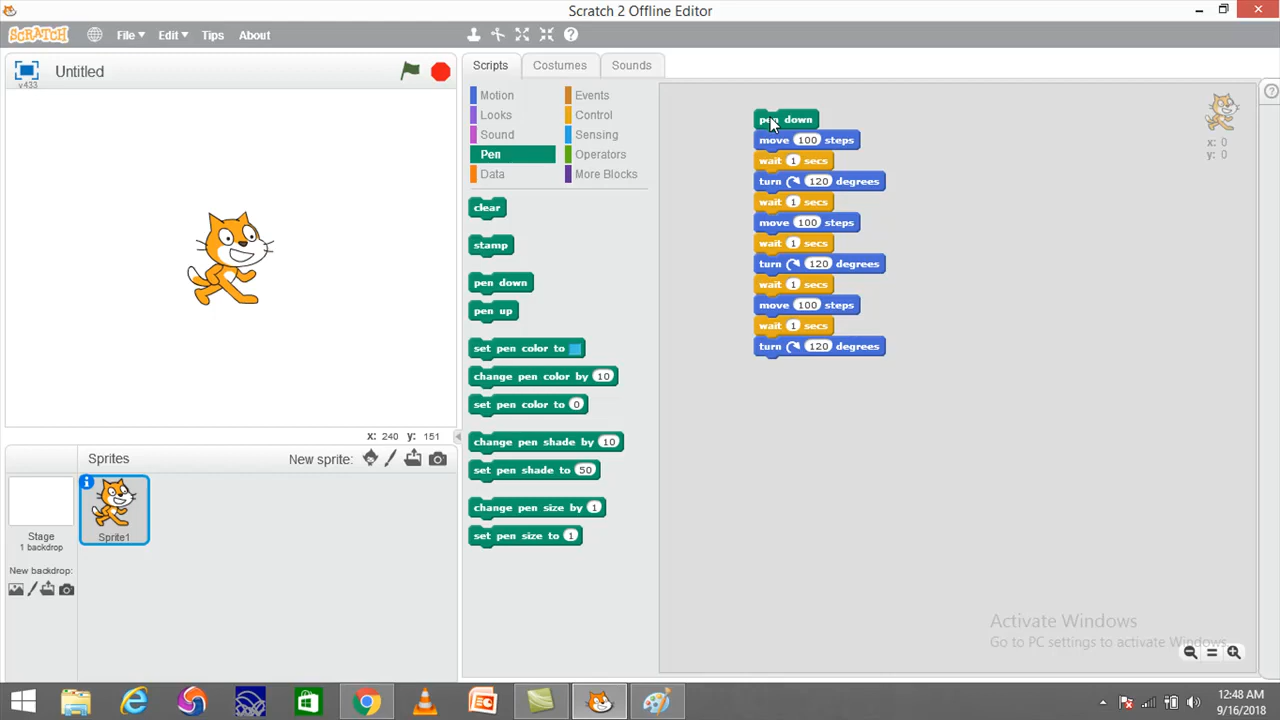 Scratch 2 Offline Editor
SCRATCH File Edit Tips About
v433
Untitled
Scripts Costumes Sounds
Motion Events
Looks Control
Sound Sensing
Pen Operators
Data More Blocks
clear
stamp
pen down
pen up
set pen color to
change pen color by 10
set pen color to 0
change pen shade by 10
set pen shade to 50
change pen size by 1
set pen size to 1
pen down
move 100 steps
wait 1 secs
turn 120 degrees
wait 1 secs
move 100 steps
wait 1 secs
turn 120 degrees
wait 1 secs
move 100 steps
wait 1 secs
turn 120 degrees
x: 0
y: 0
x: 240 y: 151
Sprites New sprite:
Stage
1 backdrop
New backdrop:
Sprite1
Activate Windows
Go to PC settings to activate Windows.
12:48 AM
9/16/2018